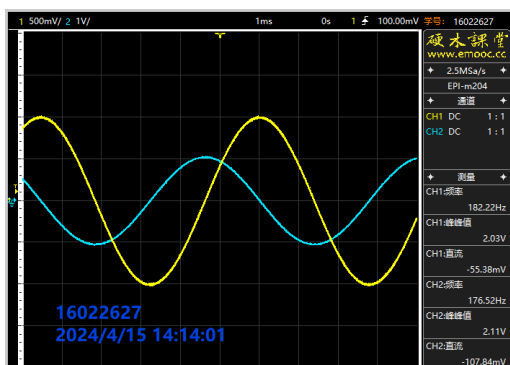 1 500mV/ 2 1V/ 1ms 0s 1 100.00mV 学号: 16022627
硬木課堂
www.emooc.cc
2.5MSa/s
EPI-m204
通道
CH1 DC 1 : 1
CH2 DC 1 : 1
测量
CH1:频率
182.22Hz
CH1:峰峰值
2.03V
CH1:直流
-55.38mV
CH2:频率
176.52Hz
CH2:峰峰值
2.11V
CH2:直流
-107.84mV
16022627
2024/4/15 14:14:01